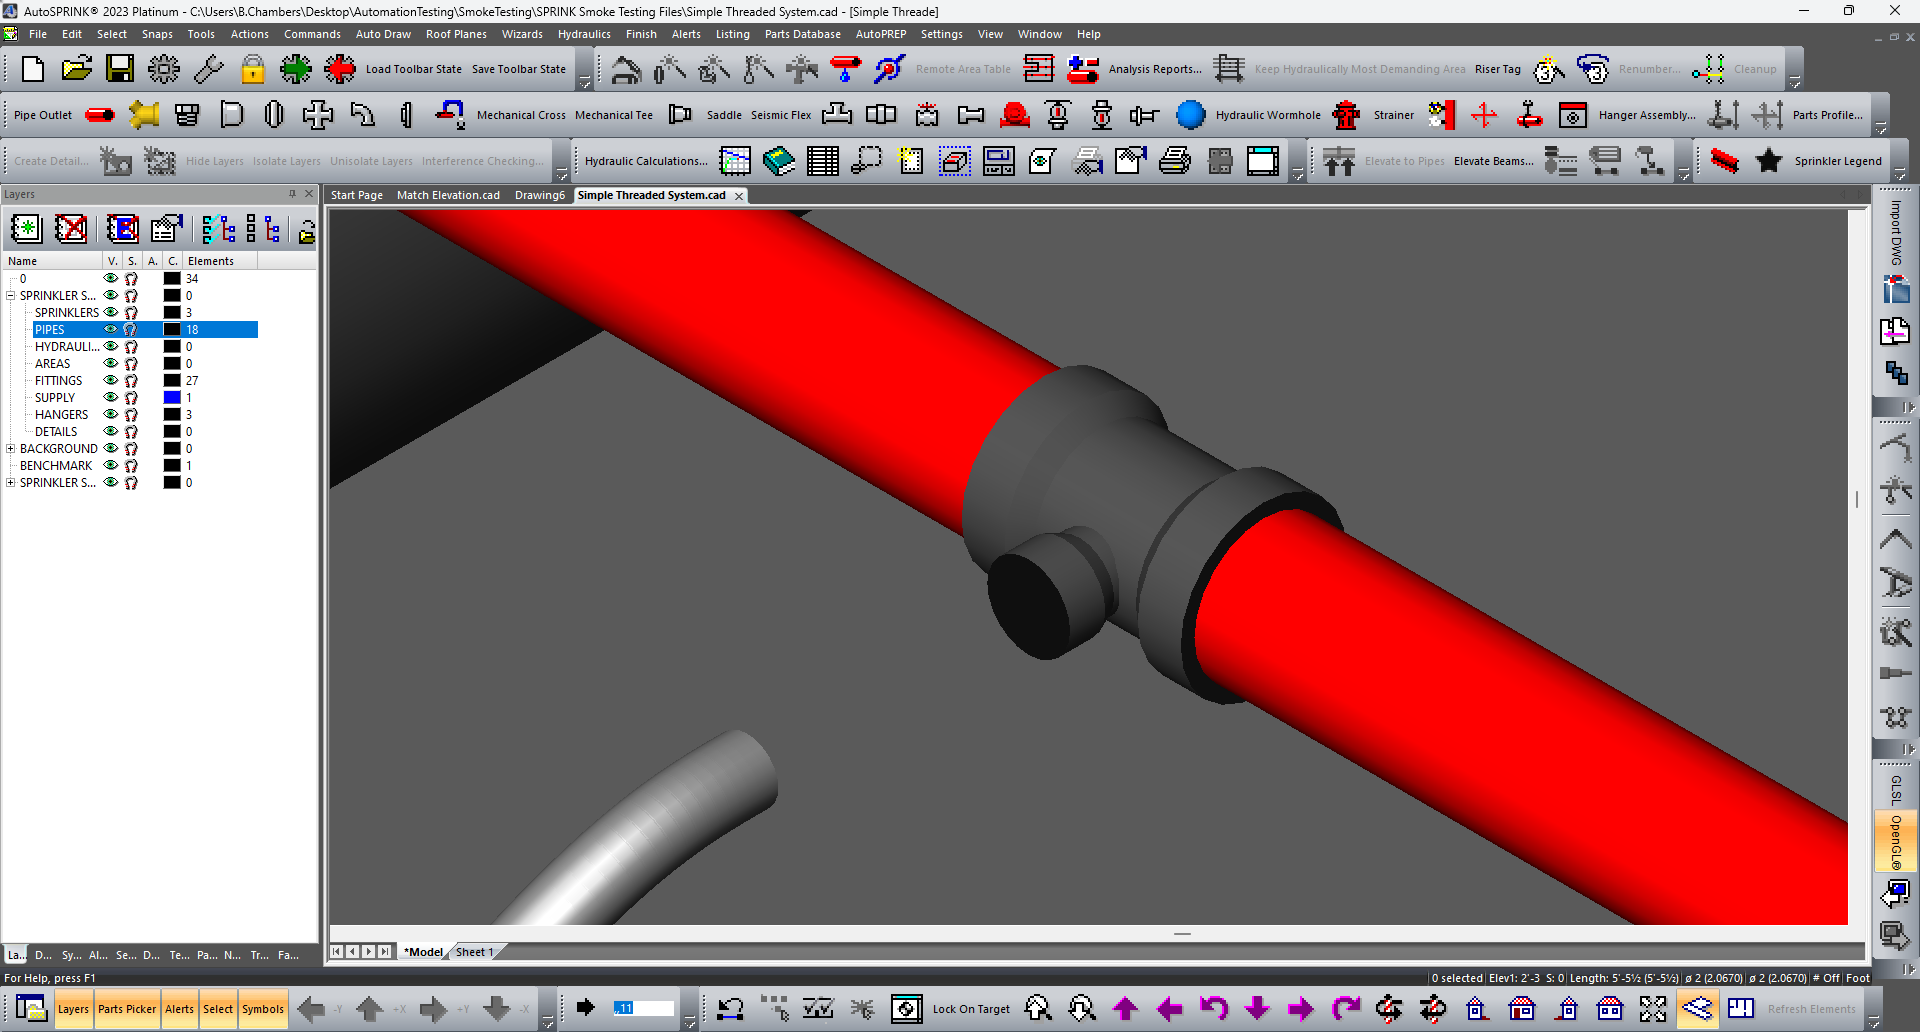 AutoSPRINK® 2023 Platinum - C:\Users\B.Chambers\Desktop\AutomationTesting\SmokeTesting\SPRINK Smoke Testing Files\Simple Threaded System.cad - [Simple Threade]
File Edit Select Snaps Tools Actions Commands Auto Draw Roof Planes Wizards Hydraulics Finish Alerts Listing Parts Database AutoPREP Settings View Window Help
Load Toolbar State Save Toolbar State Remote Area Table Analysis Reports... Keep Hydraulically Most Demanding Area Riser Tag Renumber... Cleanup
Pipe Outlet Mechanical Cross Mechanical Tee Saddle Seismic Flex Hydraulic Wormhole Strainer Hanger Assembly... Parts Profile...
Create Detail... Hide Layers Isolate Layers Unisolate Layers Interference Checking... Hydraulic Calculations... Elevate to Pipes Elevate Beams... Sprinkler Legend
Layers
Start Page Match Elevation.cad Drawing6 Simple Threaded System.cad
Name V. S. A. C. Elements
0 34
SPRINKLER S... 0
SPRINKLERS 3
PIPES 18
HYDRAULI... 0
AREAS 0
FITTINGS 27
SUPPLY 1
HANGERS 3
DETAILS 0
BACKGROUND 0
BENCHMARK 1
SPRINKLER S... 0
Import DWG
GLSL
OpenGL®
*Model Sheet 1
La... D... Sy... Al... Se... D... Te... Pa... N... Tr... Fa...
For Help, press F1
0 selected Elev1: 2'-3 S: 0 Length: 5'-5½ (5'-5½) ø 2 (2.0670) ø 2 (2.0670) # Off Foot
Layers Parts Picker Alerts Select Symbols -Y +X +Y -X ,,11 Lock On Target Refresh Elements